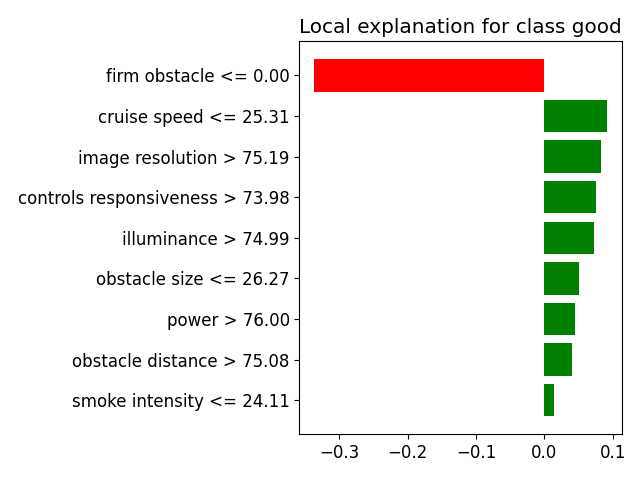 Local explanation for class good
firm obstacle <= 0.00
cruise speed <= 25.31
image resolution > 75.19
controls responsiveness > 73.98
illuminance > 74.99
obstacle size <= 26.27
power > 76.00
obstacle distance > 75.08
smoke intensity <= 24.11
−0.3 −0.2 −0.1 0.0 0.1